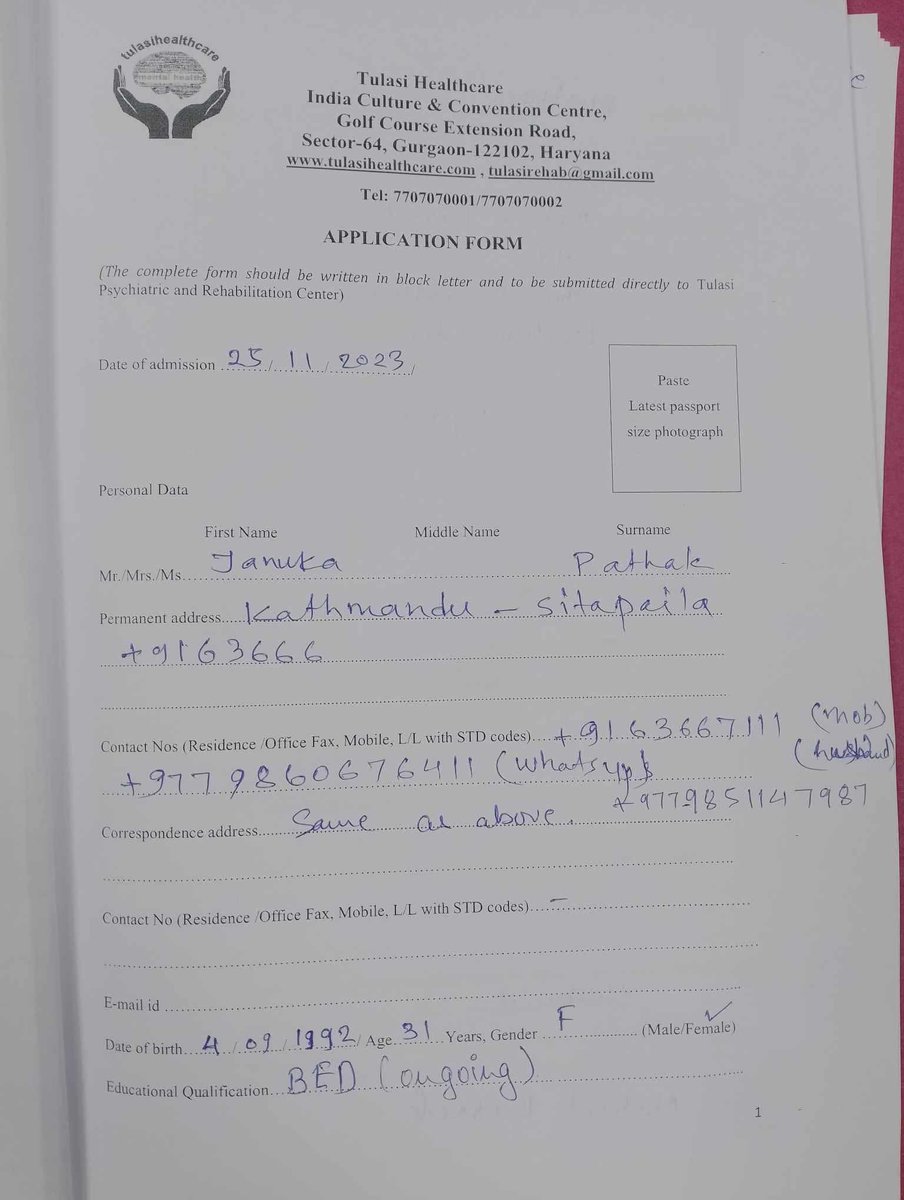 tulasihealthcare
mental health
Tulasi Healthcare
India Culture & Convention Centre,
Golf Course Extension Road,
Sector-64, Gurgaon-122102, Haryana
www.tulasihealthcare.com , tulasirehab@gmail.com
Tel: 7707070001/7707070002
APPLICATION FORM
(The complete form should be written in block letter and to be submitted directly to Tulasi
Psychiatric and Rehabilitation Center)
Date of admission 25/11/2023/
Paste
Latest passport
size photograph
Personal Data
First Name Middle Name Surname
Mr./Mrs./Ms. Januka Pathak
Permanent address Kathmandu - Sitapaila
+9163666
Contact Nos (Residence /Office Fax, Mobile, L/L with STD codes) +9163667111 (mob)
+977 9860676411 (Whatsapp) (husband)
+9779851147987
Correspondence address Same as above.
Contact No (Residence /Office Fax, Mobile, L/L with STD codes) -
E-mail id
Date of birth 4/09/1992/ Age 31 Years, Gender F (Male/Female) ✓
Educational Qualification BED (ongoing)
1